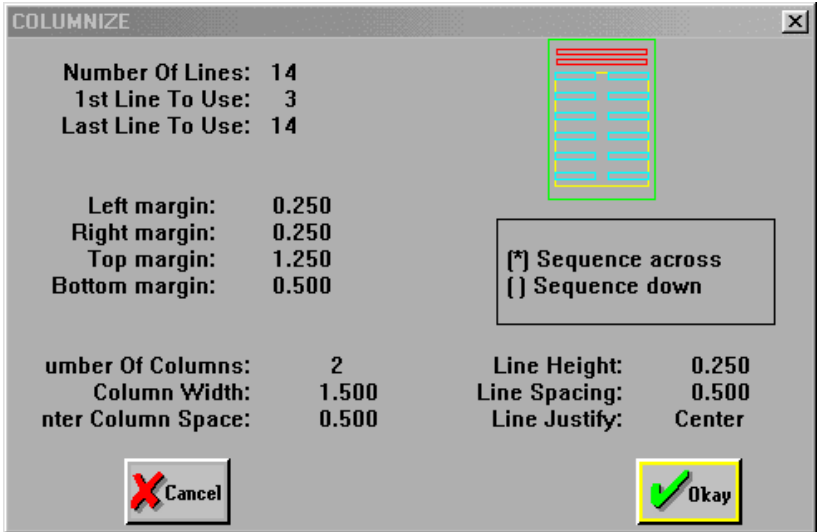 COLUMNIZE
Number Of Lines: 14
1st Line To Use: 3
Last Line To Use: 14
Left margin: 0.250
Right margin: 0.250
Top margin: 1.250
Bottom margin: 0.500
(*) Sequence across
( ) Sequence down
umber Of Columns: 2
Column Width: 1.500
nter Column Space: 0.500
Line Height: 0.250
Line Spacing: 0.500
Line Justify: Center
Cancel
Okay